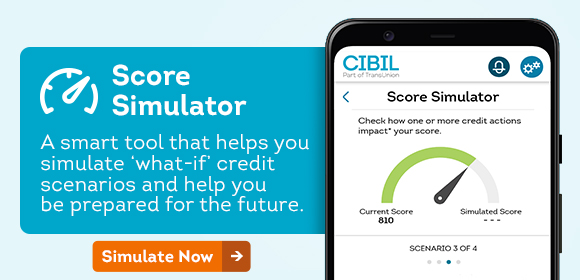 Score
Simulator
A smart tool that helps you
simulate ‘what-if’ credit
scenarios and help you
be prepared for the future.
Simulate Now
CIBIL
Part of TransUnion
Score Simulator
Check how one or more credit actions
impact* your score.
Current Score
810
Simulated Score
- - -
SCENARIO 3 OF 4